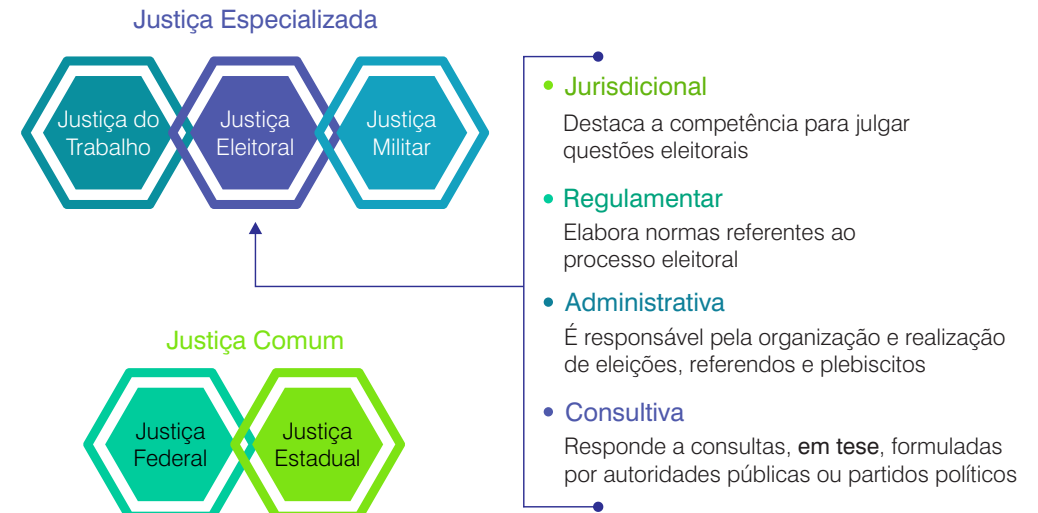 Justiça Especializada
Justiça do
Trabalho
Justiça
Eleitoral
Justiça
Militar
Justiça Comum
Justiça
Federal
Justiça
Estadual
• Jurisdicional
Destaca a competência para julgar
questões eleitorais
• Regulamentar
Elabora normas referentes ao
processo eleitoral
• Administrativa
É responsável pela organização e realização
de eleições, referendos e plebiscitos
• Consultiva
Responde a consultas, em tese, formuladas
por autoridades públicas ou partidos políticos